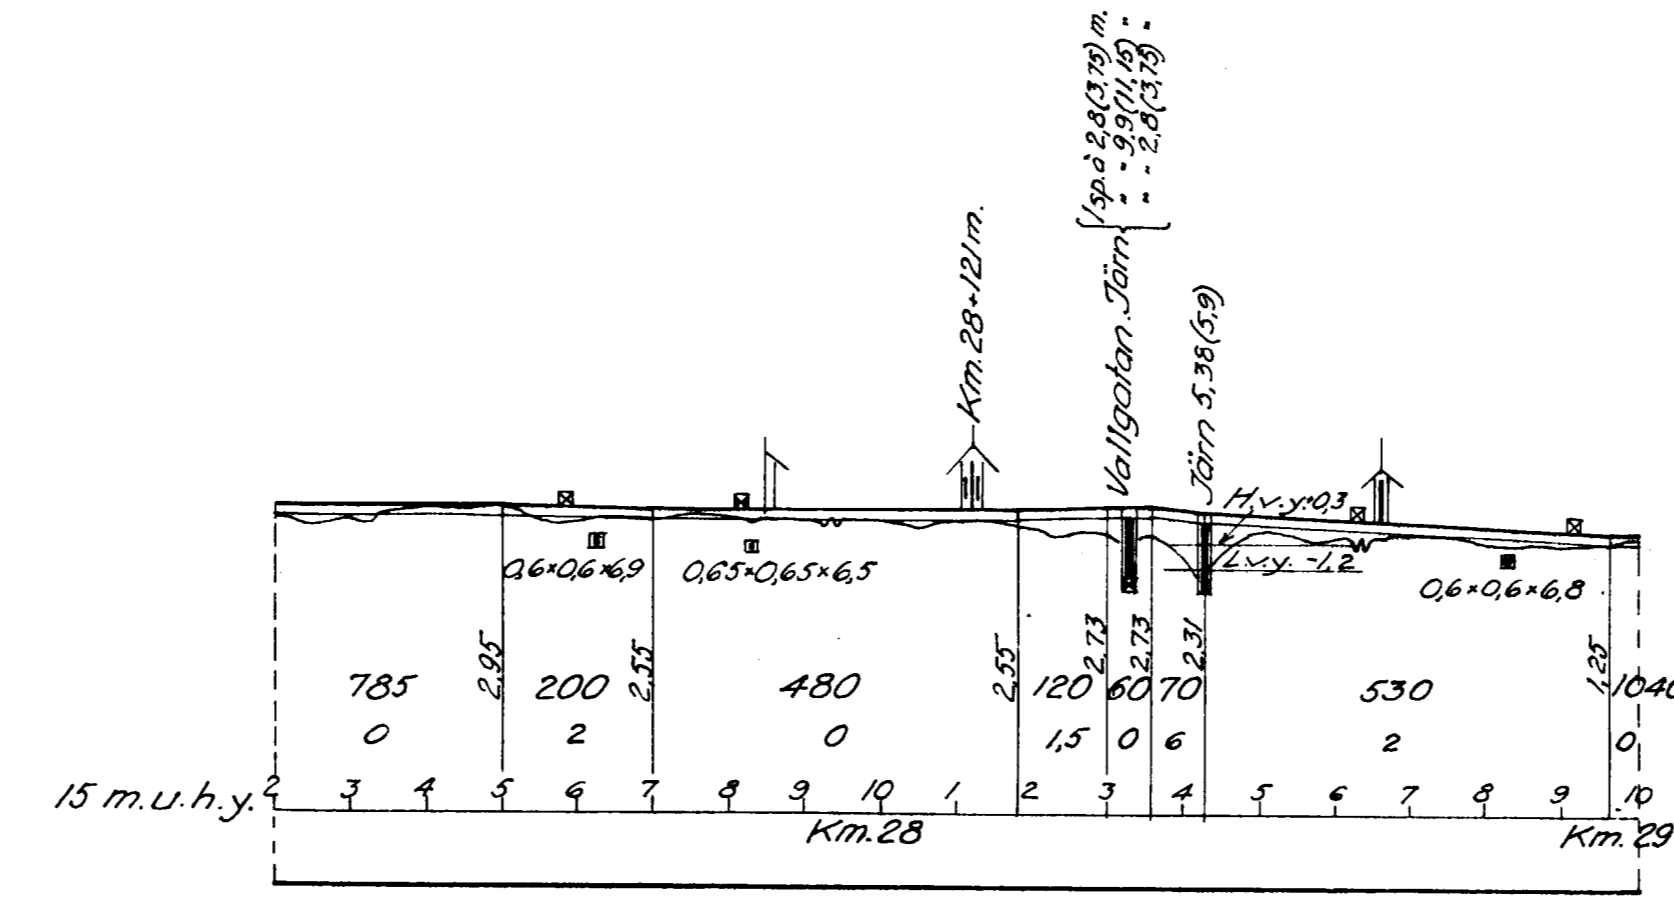 1 sp. à 2,8 (3,75) m.
" " 9,9 (11,15) "
" " 2,8 (3,75) "
Km. 28+121 m.
Vallgatan. Järn
Järn 5,38 (5,9)
H.v.y. +0,3
L.v.y. -1,2
0,6×0,6×6,9
0,65×0,65×6,5
0,6×0,6×6,8
2,95
2,55
2,55
2,73
2,73
2,31
1,25
785 200 480 120 60 70 530 1040
0 2 0 1,5 0 6 2 0
15 m.u.h.y. 2 3 4 5 6 7 8 9 10 1 2 3 4 5 6 7 8 9 10
Km. 28 Km. 29